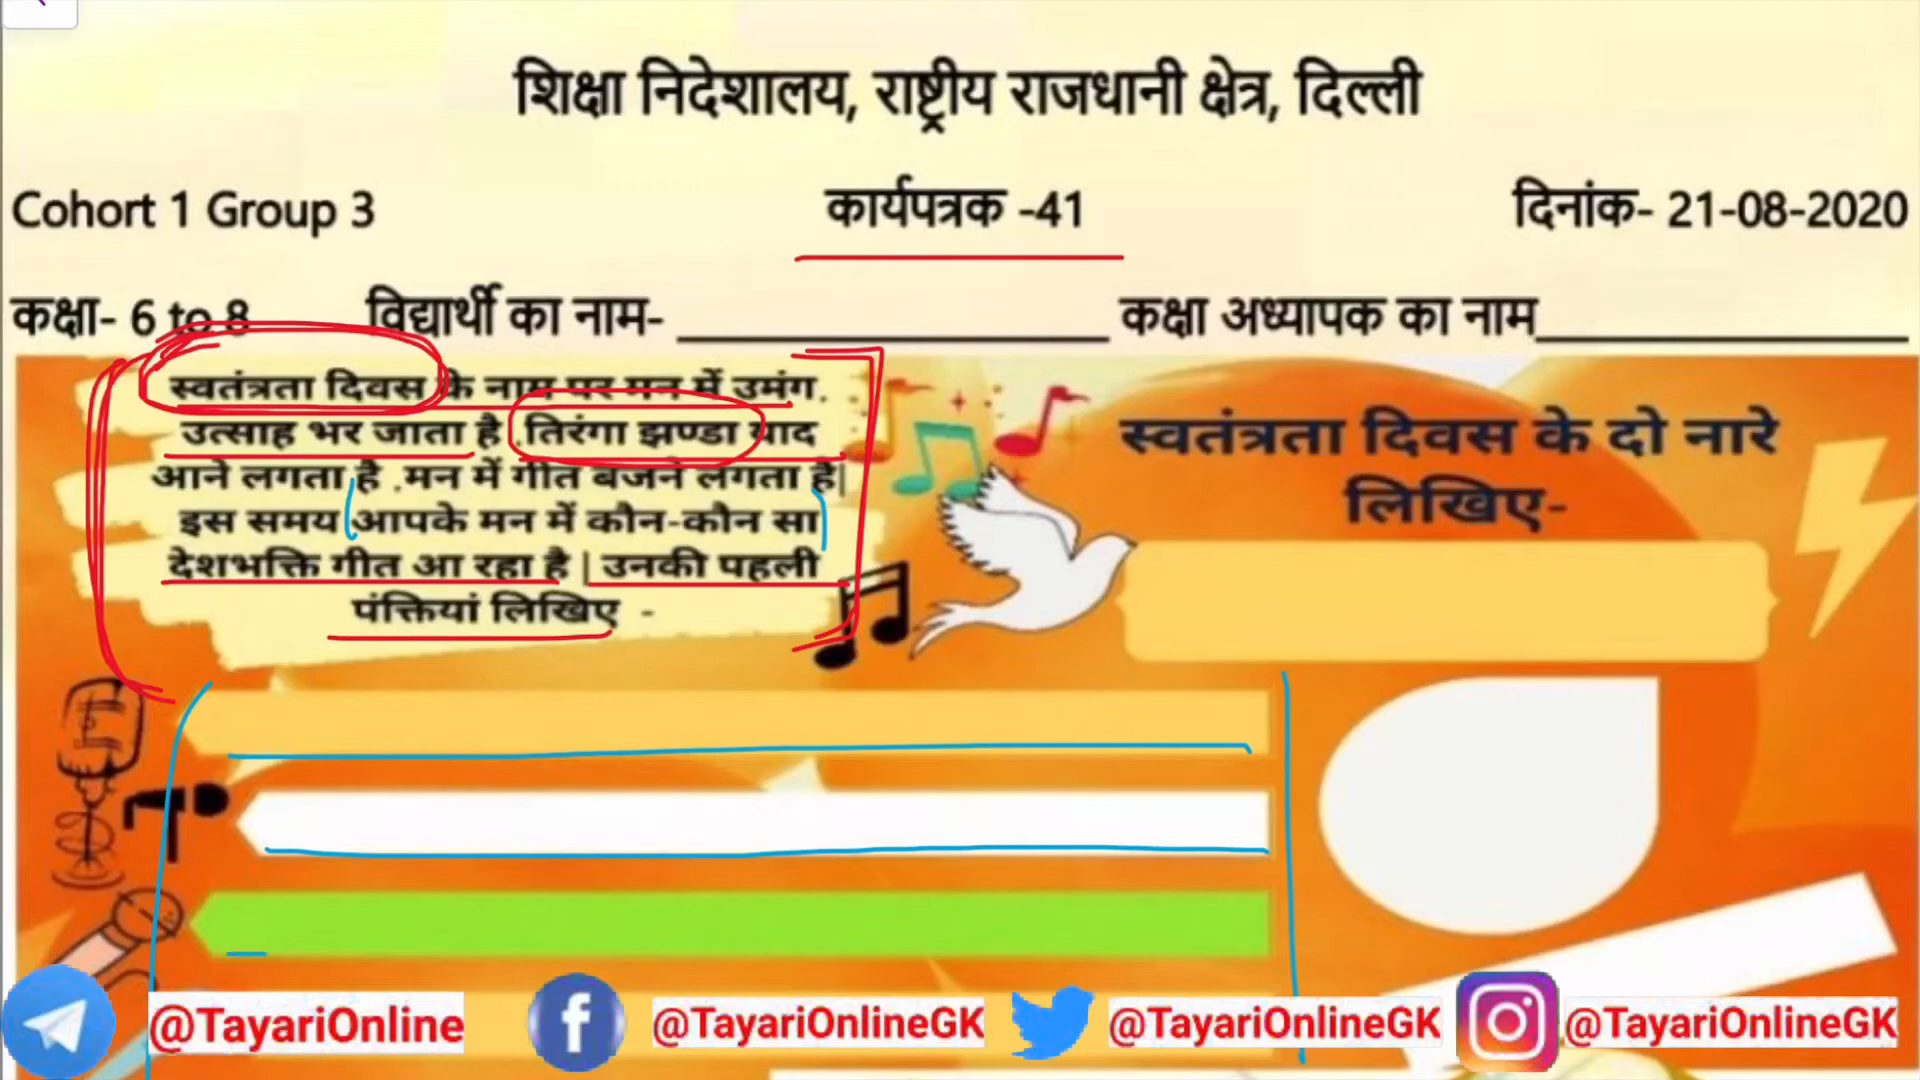 शिक्षा निदेशालय, राष्ट्रीय राजधानी क्षेत्र, दिल्ली
Cohort 1 Group 3 कार्यपत्रक -41 दिनांक- 21-08-2020
कक्षा- 6 to 8 विद्यार्थी का नाम- कक्षा अध्यापक का नाम
स्वतंत्रता दिवस के नाम पर मन में उमंग.
उत्साह भर जाता है .तिरंगा झण्डा याद
आने लगता है .मन में गीत बजने लगता है|
इस समय आपके मन में कौन-कौन सा
देशभक्ति गीत आ रहा है | उनकी पहली
पंक्तियां लिखिए -
स्वतंत्रता दिवस के दो नारे
लिखिए-
@TayariOnline @TayariOnlineGK @TayariOnlineGK @TayariOnlineGK